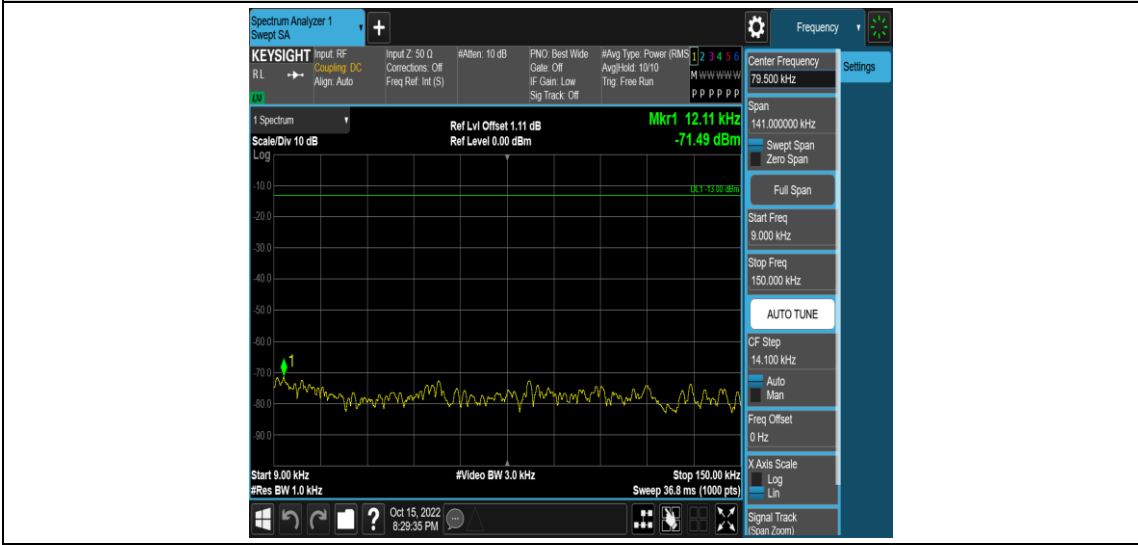 Spectrum Analyzer 1
Swept SA
+
Frequency
KEYSIGHT Input: RF Input Z: 50 Ω #Atten: 10 dB PNO: Best Wide #Avg Type: Power (RMS 1 2 3 4 5 6
RL Coupling: DC Corrections: Off Gate: Off Avg|Hold: 10/10 M W W W W W
Align: Auto Freq Ref: Int (S) IF Gain: Low Trig: Free Run
LM Sig Track: Off P P P P P P
1 Spectrum
Ref Lvl Offset 1.11 dB Mkr1 12.11 kHz
Scale/Div 10 dB Ref Level 0.00 dBm -71.49 dBm
Log
-10.0
DL1 -13.00 dBm
-20.0
-30.0
-40.0
-50.0
-60.0
1
-70.0
-80.0
-90.0
Start 9.00 kHz #Video BW 3.0 kHz Stop 150.00 kHz
#Res BW 1.0 kHz Sweep 36.8 ms (1000 pts)
? Oct 15, 2022
8:29:35 PM
Center Frequency
79.500 kHz
Settings
Span
141.000000 kHz
Swept Span
Zero Span
Full Span
Start Freq
9.000 kHz
Stop Freq
150.000 kHz
AUTO TUNE
CF Step
14.100 kHz
Auto
Man
Freq Offset
0 Hz
X Axis Scale
Log
Lin
Signal Track
(Span Zoom)